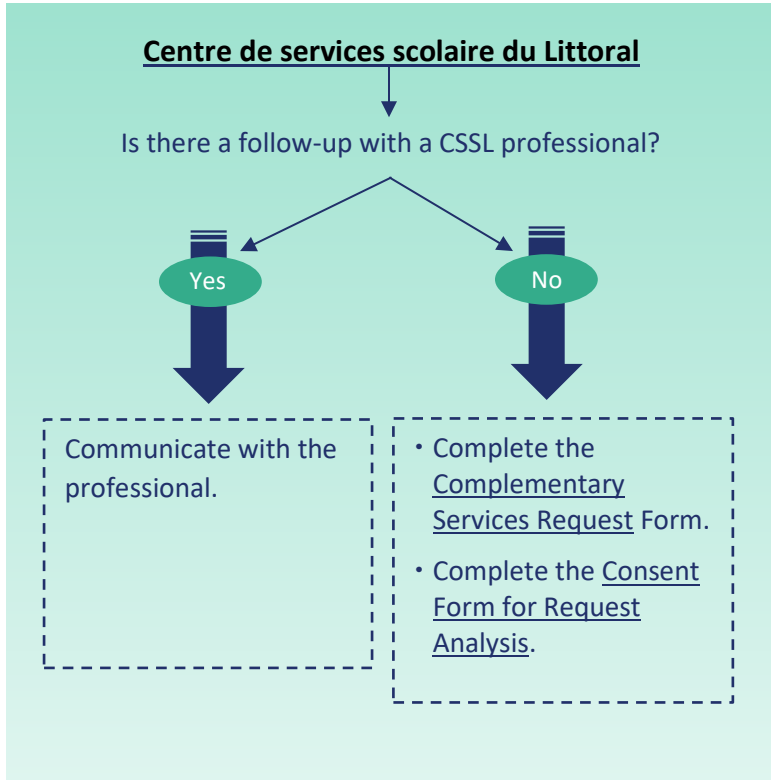 Centre de services scolaire du Littoral
Is there a follow-up with a CSSL professional?
Yes
No
Communicate with the
professional.
· Complete the
Complementary
Services Request Form.
· Complete the Consent
Form for Request
Analysis.